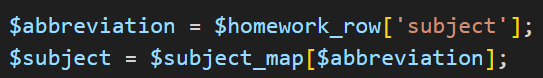 $abbreviation = $homework_row['subject'];
$subject = $subject_map[$abbreviation];